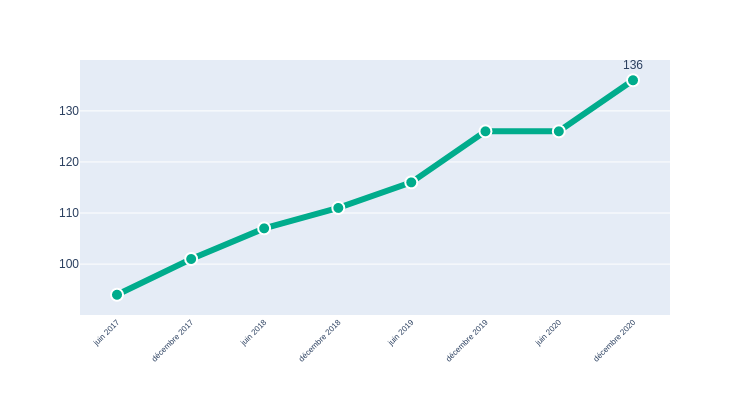 136
130
120
110
100
juin 2017
décembre 2017
juin 2018
décembre 2018
juin 2019
décembre 2019
juin 2020
décembre 2020